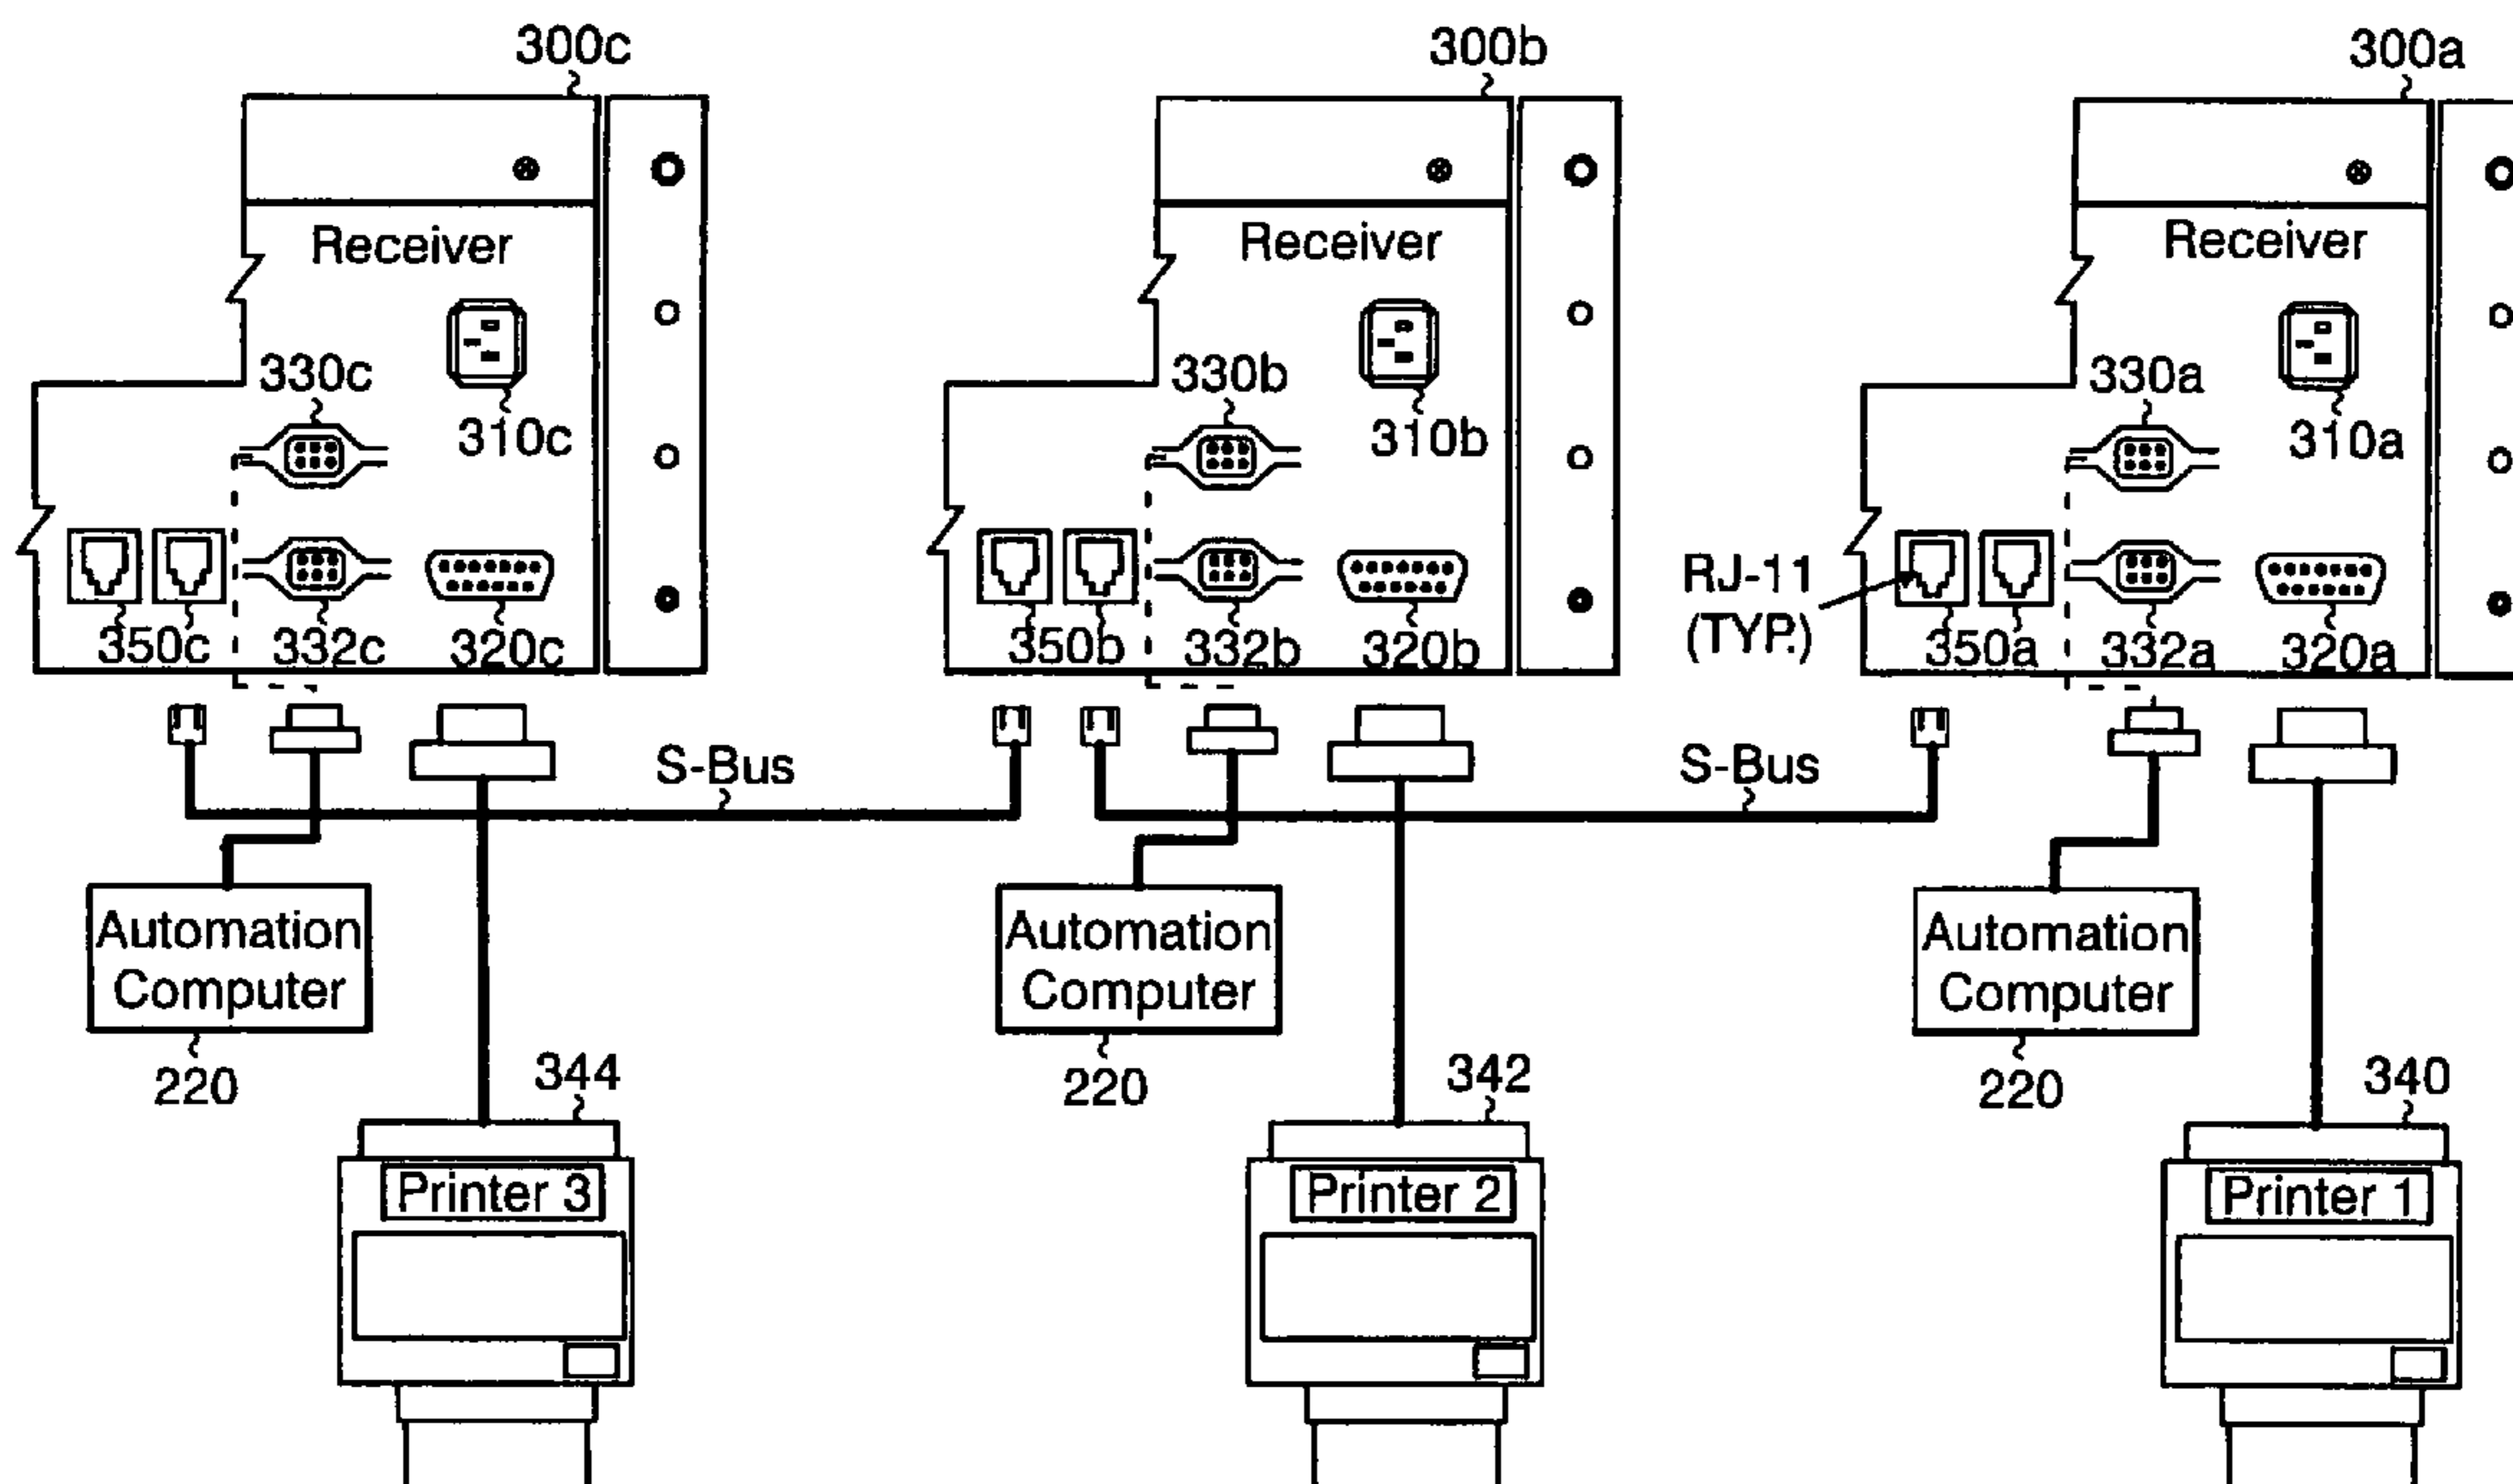 300c
300b
300a
Receiver
Receiver
Receiver
330c
310c
330b
310b
330a
310a
RJ-11
(TYP.)
350c
332c
320c
350b
332b
320b
350a
332a
320a
S-Bus
S-Bus
Automation
Computer
220
Automation
Computer
220
Automation
Computer
220
344
342
340
Printer 3
Printer 2
Printer 1